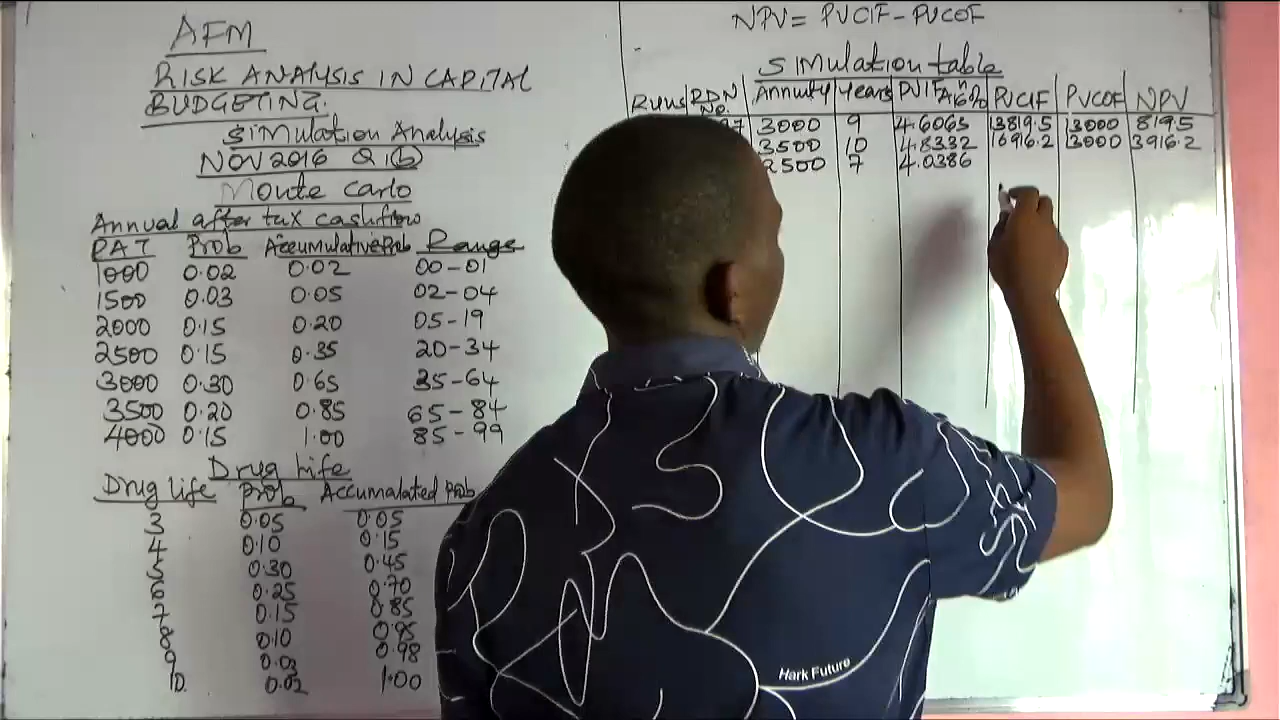 AFM
RISK ANALYSIS IN CAPITAL
BUDGETING.
Simulation Analysis
NOV 2016 Q1(b)
Monte Carlo
Annual after tax cashflow
PAT Prob Accumulative Prob Range
1000 0.02 0.02 00-01
1500 0.03 0.05 02-04
2000 0.15 0.20 05-19
2500 0.15 0.35 20-34
3000 0.30 0.65 35-64
3500 0.20 0.85 65-84
4000 0.15 1.00 85-99
Drug life
Drug life Prob Accumalated Prob
3 0.05 0.05
4 0.10 0.15
5 0.30 0.45
6 0.25 0.70
7 0.15 0.85
8 0.10 0.95
9 0.03 0.98
10. 0.02 1.00
NPV = PVCIF - PVCOF
Simulation table
Runs RDN No. Annuity Years PVIFA16%n PVCIF PVCOF NPV
97 3000 9 4.6065 13819.5 13000 819.5
3500 10 4.8332 16916.2 13000 3916.2
2500 7 4.0386
Hark Future